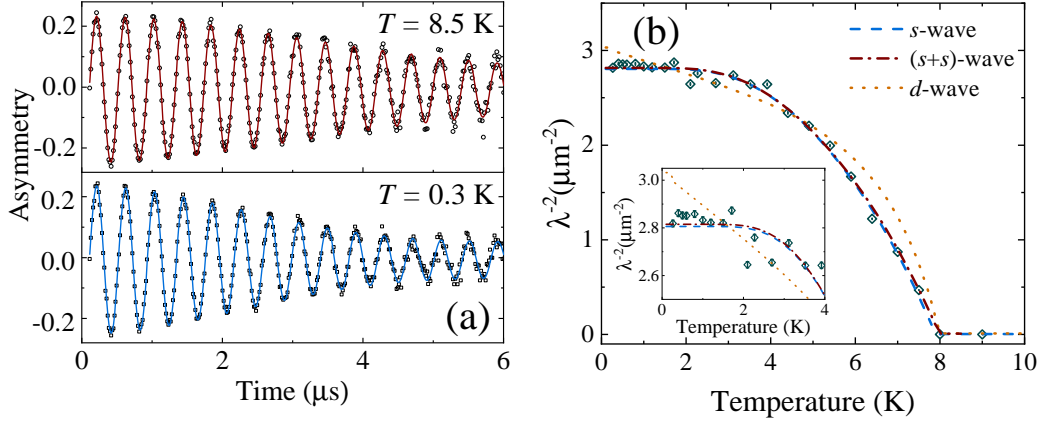 0.2
0.0
-0.2
T = 8.5 K
0.2
0.0
-0.2
T = 0.3 K
(a)
Asymmetry
0 2 4 6
Time (μs)
(b)
s-wave
(s+s)-wave
d-wave
3
2
1
0
λ⁻²(μm⁻²)
3.0
2.8
2.6
λ⁻²(μm⁻²)
0 2 4
Temperature (K)
0 2 4 6 8 10
Temperature (K)